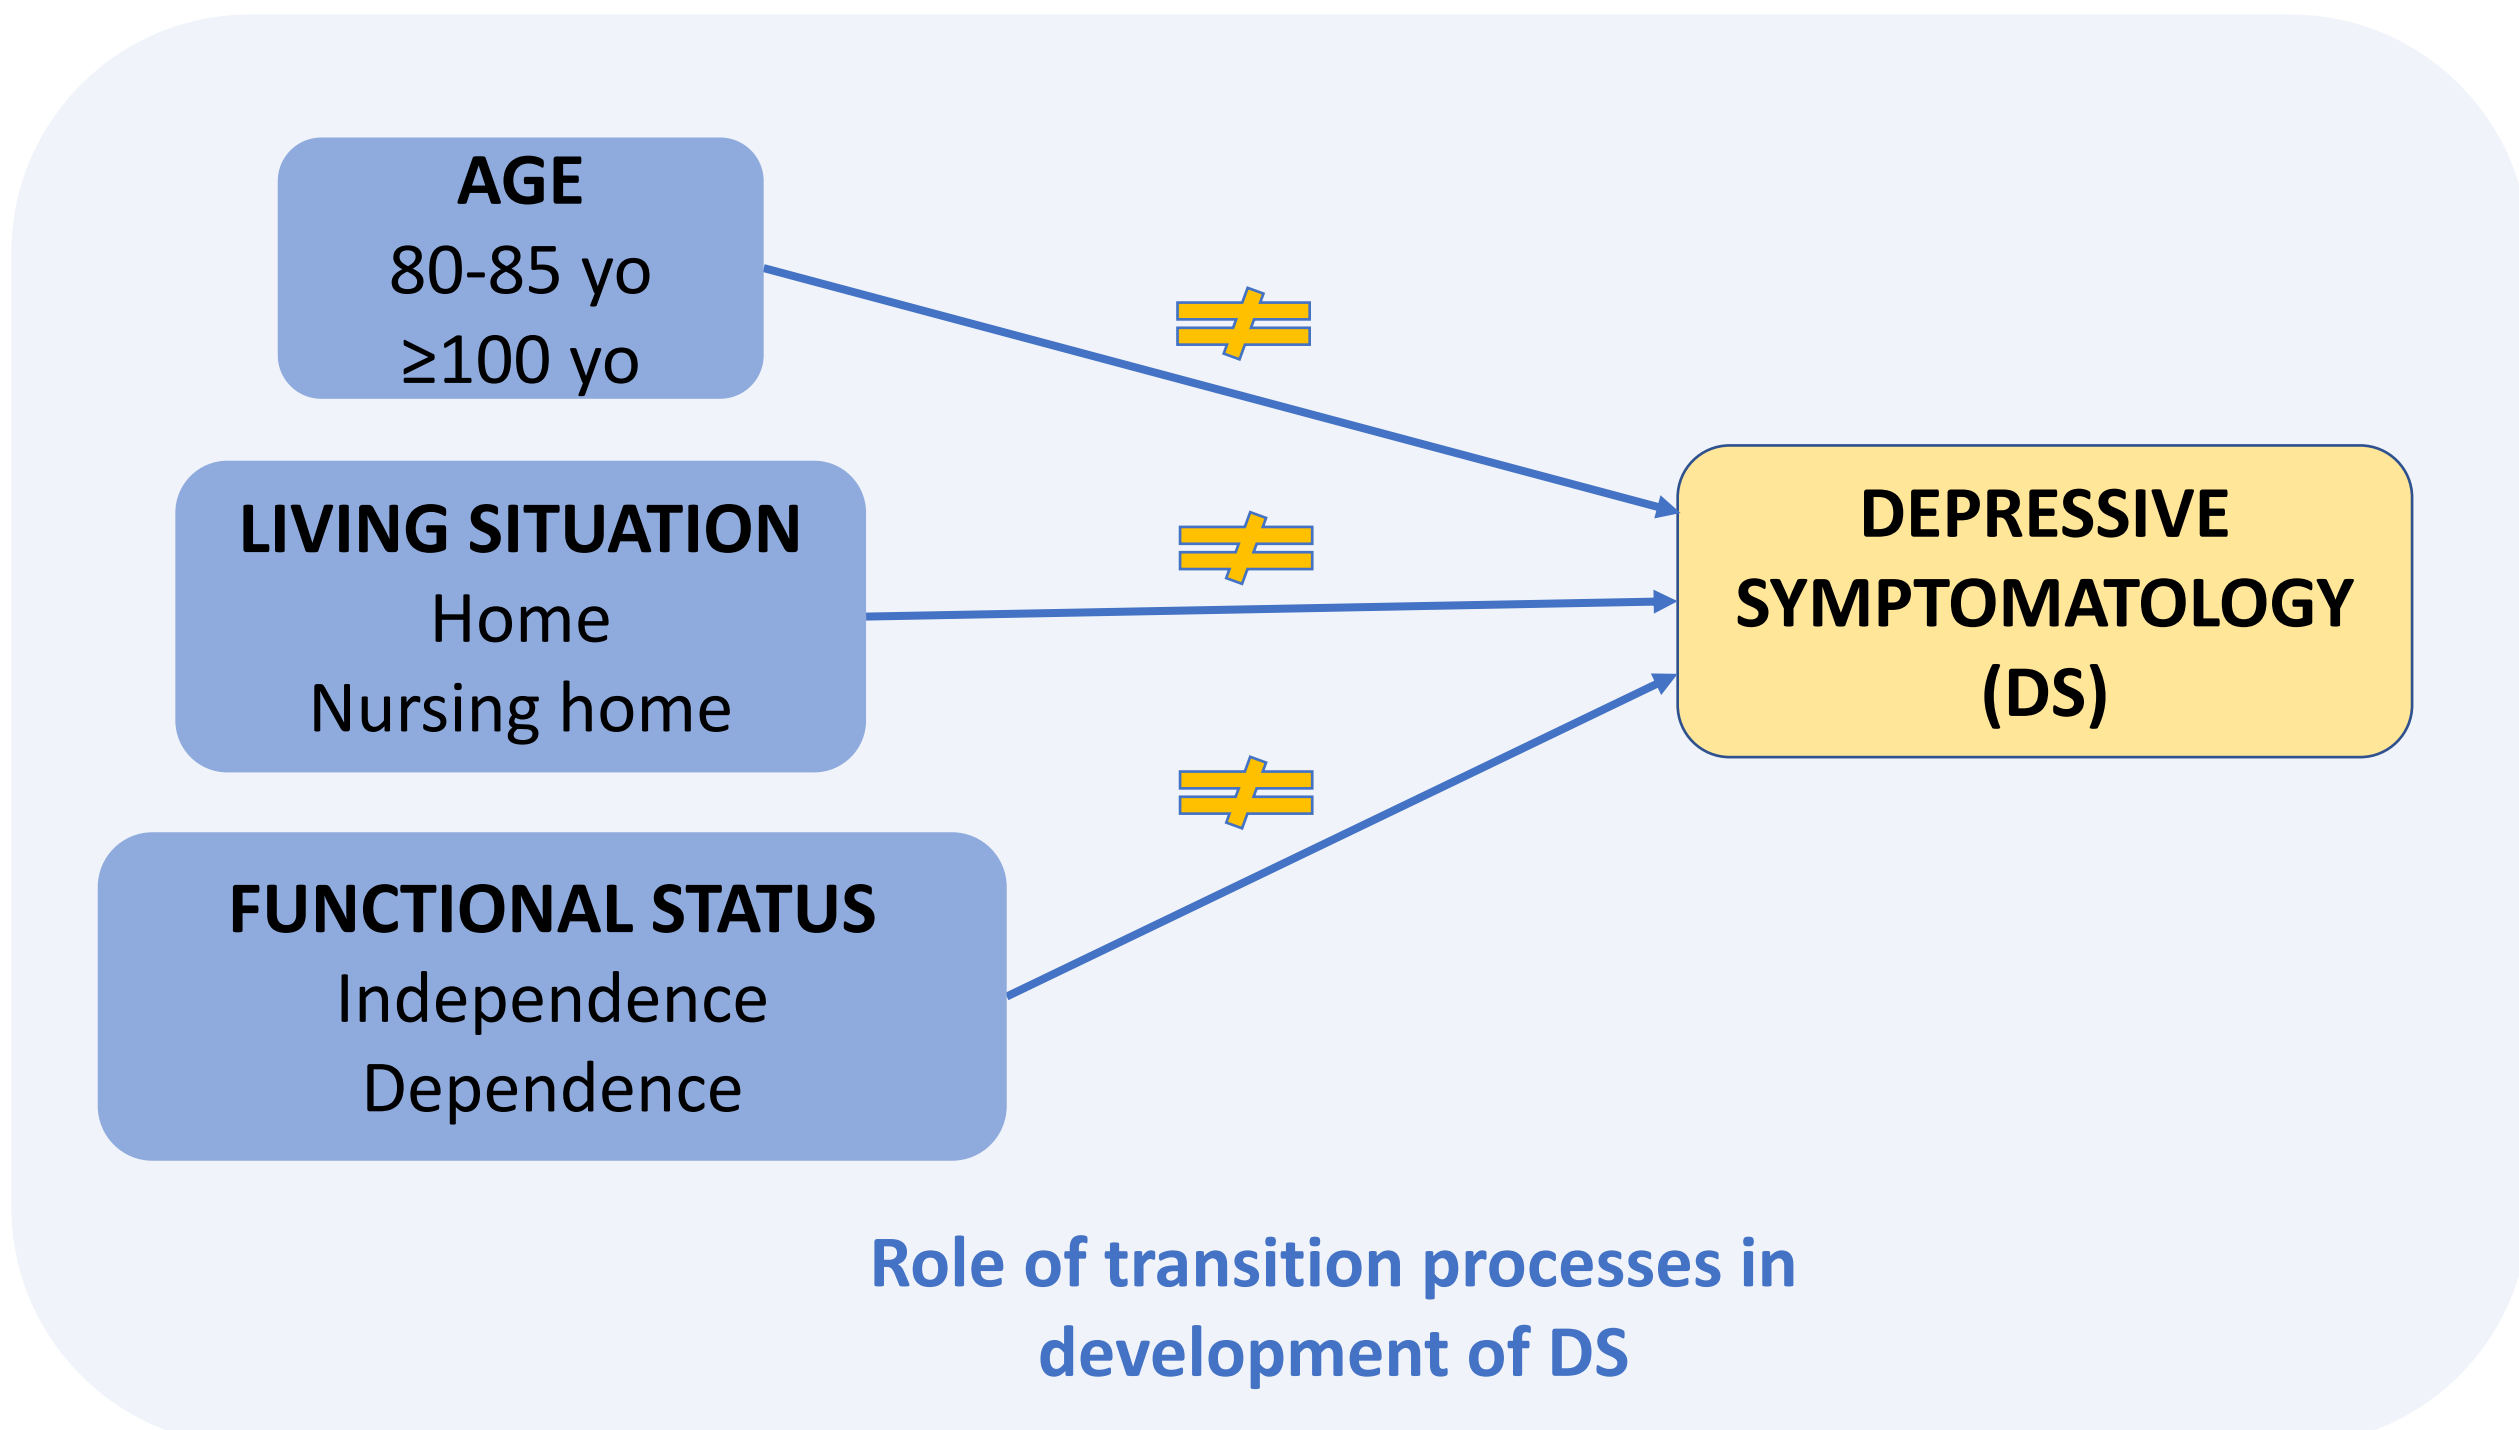 AGE
80-85 yo
≥100 yo
LIVING SITUATION
Home
Nursing home
FUNCTIONAL STATUS
Independence
Dependence
DEPRESSIVE
SYMPTOMATOLOGY
(DS)
Role of transition processes in
development of DS